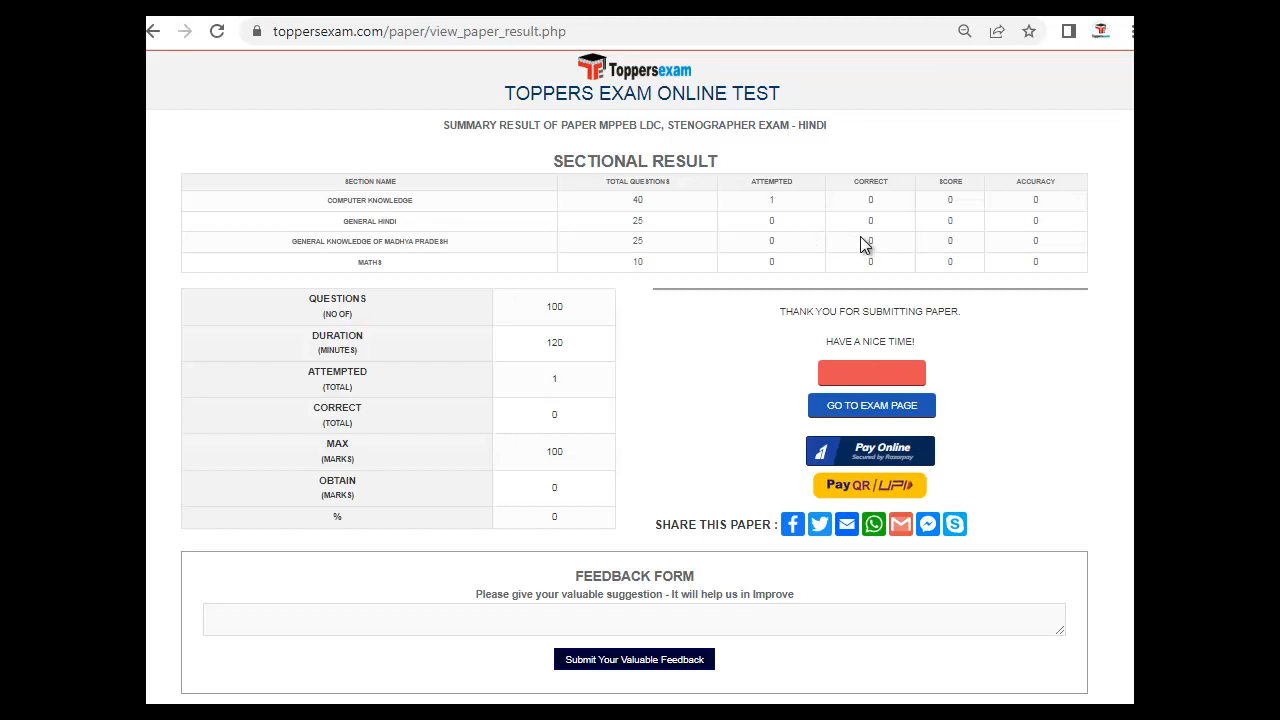 toppersexam.com/paper/view_paper_result.php
Toppersexam
TOPPERS EXAM ONLINE TEST
SUMMARY RESULT OF PAPER MPPEB LDC, STENOGRAPHER EXAM - HINDI
SECTIONAL RESULT
SECTION NAME TOTAL QUESTIONS ATTEMPTED CORRECT SCORE ACCURACY
COMPUTER KNOWLEDGE 40 1 0 0 0
GENERAL HINDI 25 0 0 0 0
GENERAL KNOWLEDGE OF MADHYA PRADESH 25 0 0 0 0
MATHS 10 0 0 0 0
QUESTIONS
(NO OF) 100
DURATION
(MINUTES) 120
ATTEMPTED
(TOTAL) 1
CORRECT
(TOTAL) 0
MAX
(MARKS) 100
OBTAIN
(MARKS) 0
% 0
THANK YOU FOR SUBMITTING PAPER.
HAVE A NICE TIME!
GO TO EXAM PAGE
Pay Online
Secured by Razorpay
Pay QR/UPI
SHARE THIS PAPER :
FEEDBACK FORM
Please give your valuable suggestion - It will help us in Improve
Submit Your Valuable Feedback